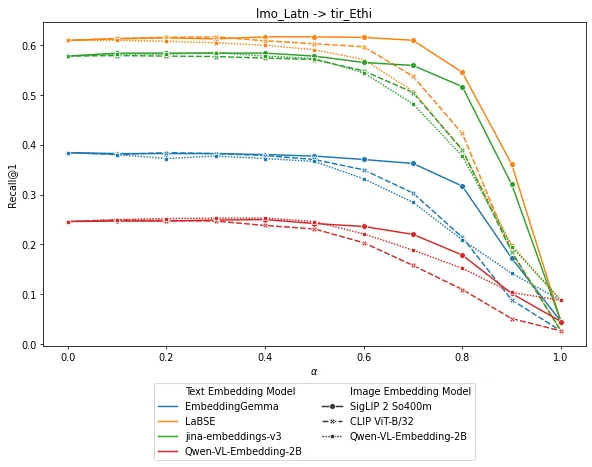 lmo_Latn -> tir_Ethi
Recall@1
0.6
0.5
0.4
0.3
0.2
0.1
0.0
0.0 0.2 0.4 0.6 0.8 1.0
α
Text Embedding Model
EmbeddingGemma
LaBSE
jina-embeddings-v3
Qwen-VL-Embedding-2B
Image Embedding Model
SigLIP 2 So400m
CLIP ViT-B/32
Qwen-VL-Embedding-2B